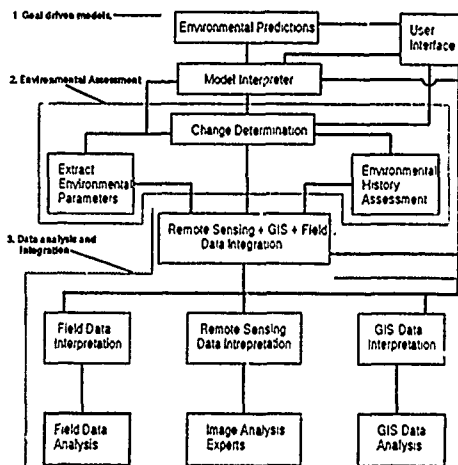 1 Goal driven models.
Environmental Predictions
User
Interface
2. Environmental Assessment
Model Interpreter
Change Determination
Extract
Environmental
Parameters
Environmental
History
Assessment
Remote Sensing + GIS + Field
Data Integration
3. Data analysis and
Integration
Field Data
Interpretation
Remote Sensing
Data Intrepretation
GIS Data
Interpretation
Field Data
Analysis
Image Analysis
Experts
GIS Data
Analysis